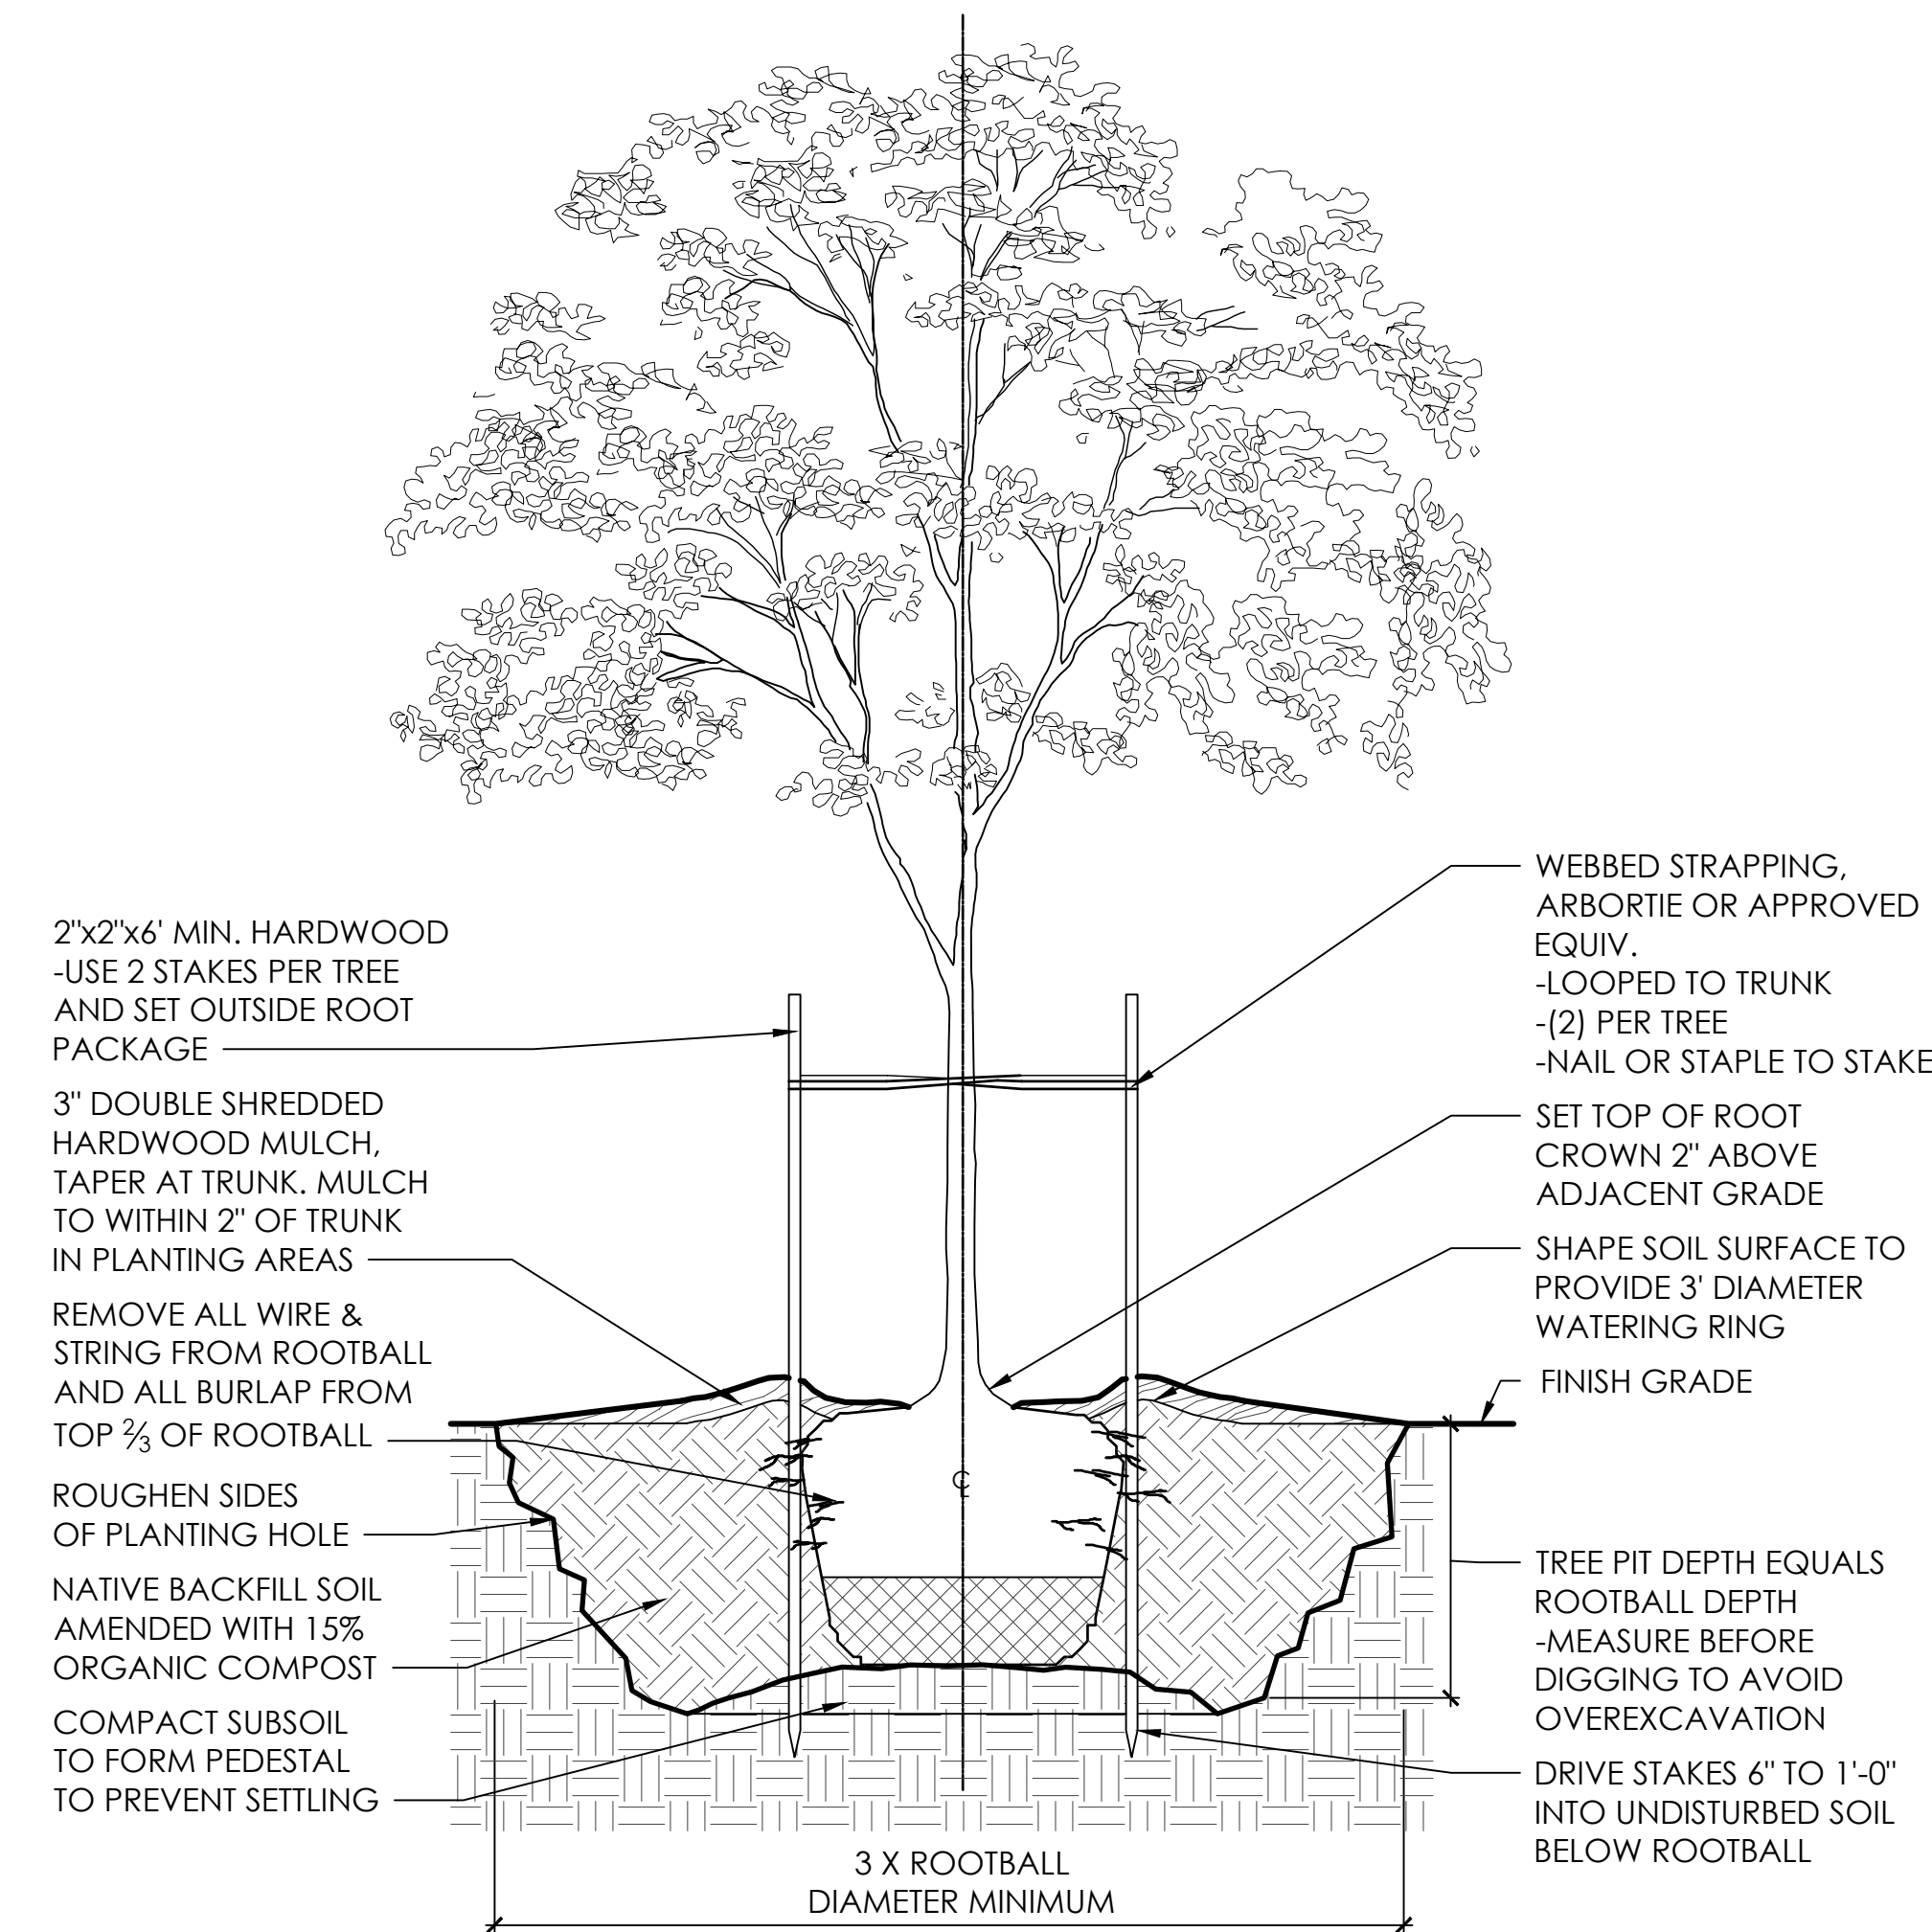 2"x2"x6' MIN. HARDWOOD
-USE 2 STAKES PER TREE
AND SET OUTSIDE ROOT
PACKAGE
3" DOUBLE SHREDDED
HARDWOOD MULCH,
TAPER AT TRUNK. MULCH
TO WITHIN 2" OF TRUNK
IN PLANTING AREAS
REMOVE ALL WIRE &
STRING FROM ROOTBALL
AND ALL BURLAP FROM
TOP 2/3 OF ROOTBALL
ROUGHEN SIDES
OF PLANTING HOLE
NATIVE BACKFILL SOIL
AMENDED WITH 15%
ORGANIC COMPOST
COMPACT SUBSOIL
TO FORM PEDESTAL
TO PREVENT SETTLING
WEBBED STRAPPING,
ARBORTIE OR APPROVED
EQUIV.
-LOOPED TO TRUNK
-(2) PER TREE
-NAIL OR STAPLE TO STAKE
SET TOP OF ROOT
CROWN 2" ABOVE
ADJACENT GRADE
SHAPE SOIL SURFACE TO
PROVIDE 3' DIAMETER
WATERING RING
FINISH GRADE
TREE PIT DEPTH EQUALS
ROOTBALL DEPTH
-MEASURE BEFORE
DIGGING TO AVOID
OVEREXCAVATION
DRIVE STAKES 6" TO 1'-0"
INTO UNDISTURBED SOIL
BELOW ROOTBALL
℄
3 X ROOTBALL
DIAMETER MINIMUM